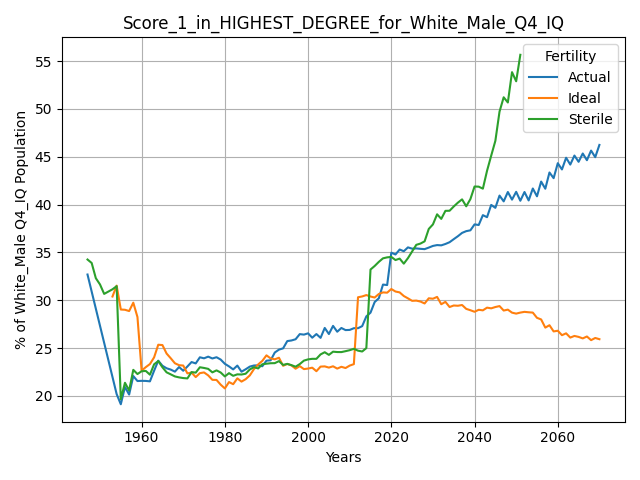 Score_1_in_HIGHEST_DEGREE_for_White_Male_Q4_IQ
Fertility
Actual
Ideal
Sterile
% of White_Male Q4_IQ Population
55
50
45
40
35
30
25
20
1960
1980
2000
2020
2040
2060
Years